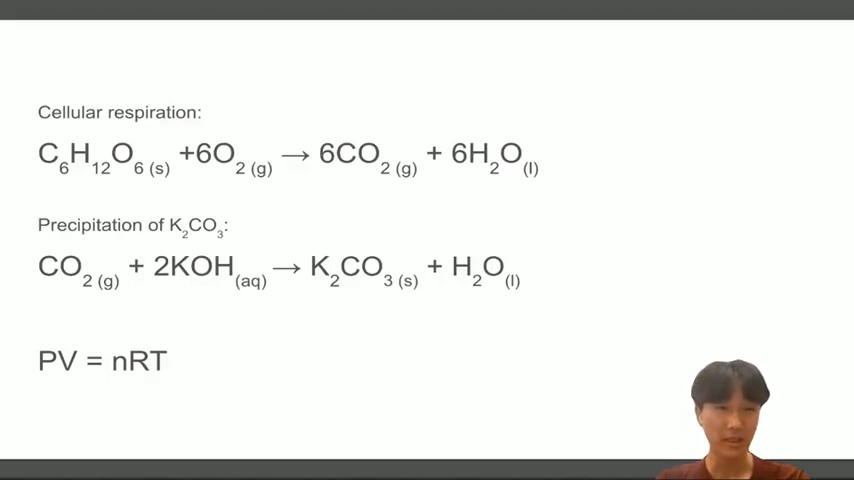 Cellular respiration:
C₆H₁₂O₆ (s) +6O₂ (g) → 6CO₂ (g) + 6H₂O(l)
Precipitation of K₂CO₃:
CO₂ (g) + 2KOH(aq) → K₂CO₃ (s) + H₂O(l)
PV = nRT